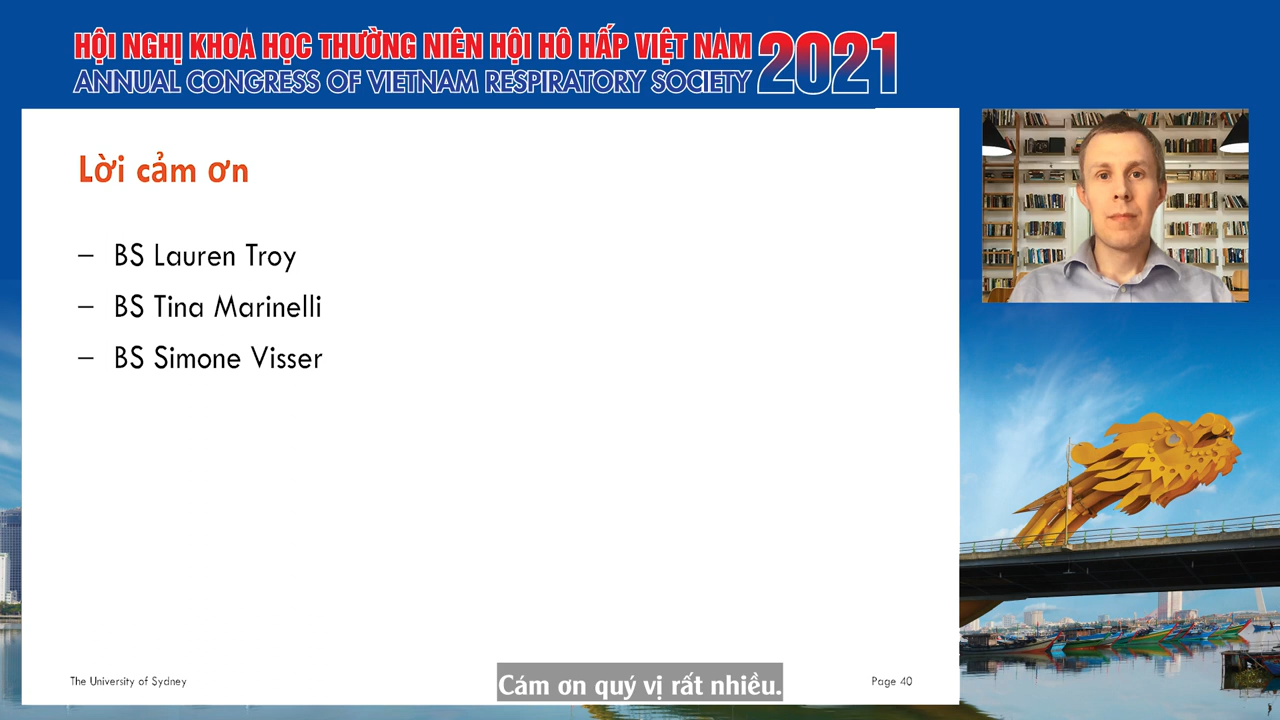 HỘI NGHỊ KHOA HỌC THƯỜNG NIÊN HỘI HÔ HẤP VIỆT NAM 2021
ANNUAL CONGRESS OF VIETNAM RESPIRATORY SOCIETY
Lời cảm ơn
– BS Lauren Troy
– BS Tina Marinelli
– BS Simone Visser
The University of Sydney
Page 40
Cám ơn quý vị rất nhiều.